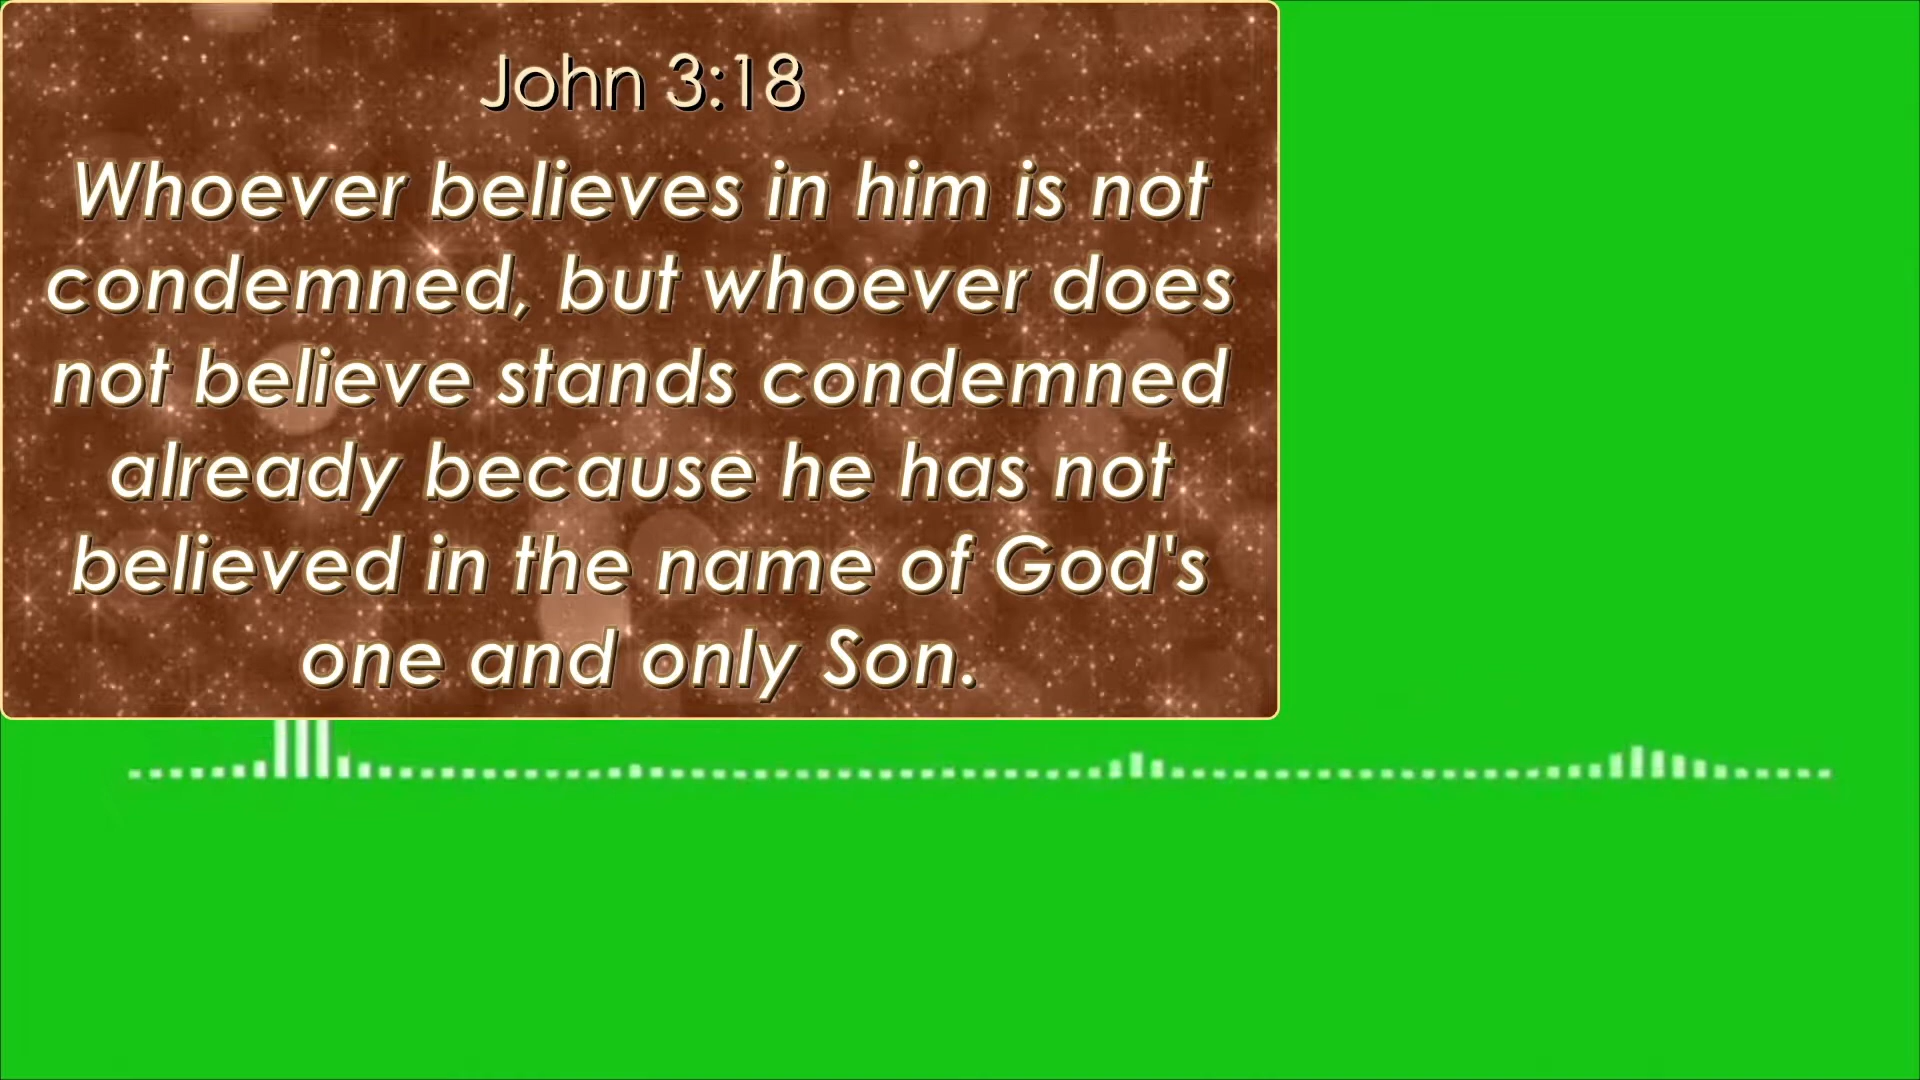 John 3:18
Whoever believes in him is not
condemned, but whoever does
not believe stands condemned
already because he has not
believed in the name of God's
one and only Son.